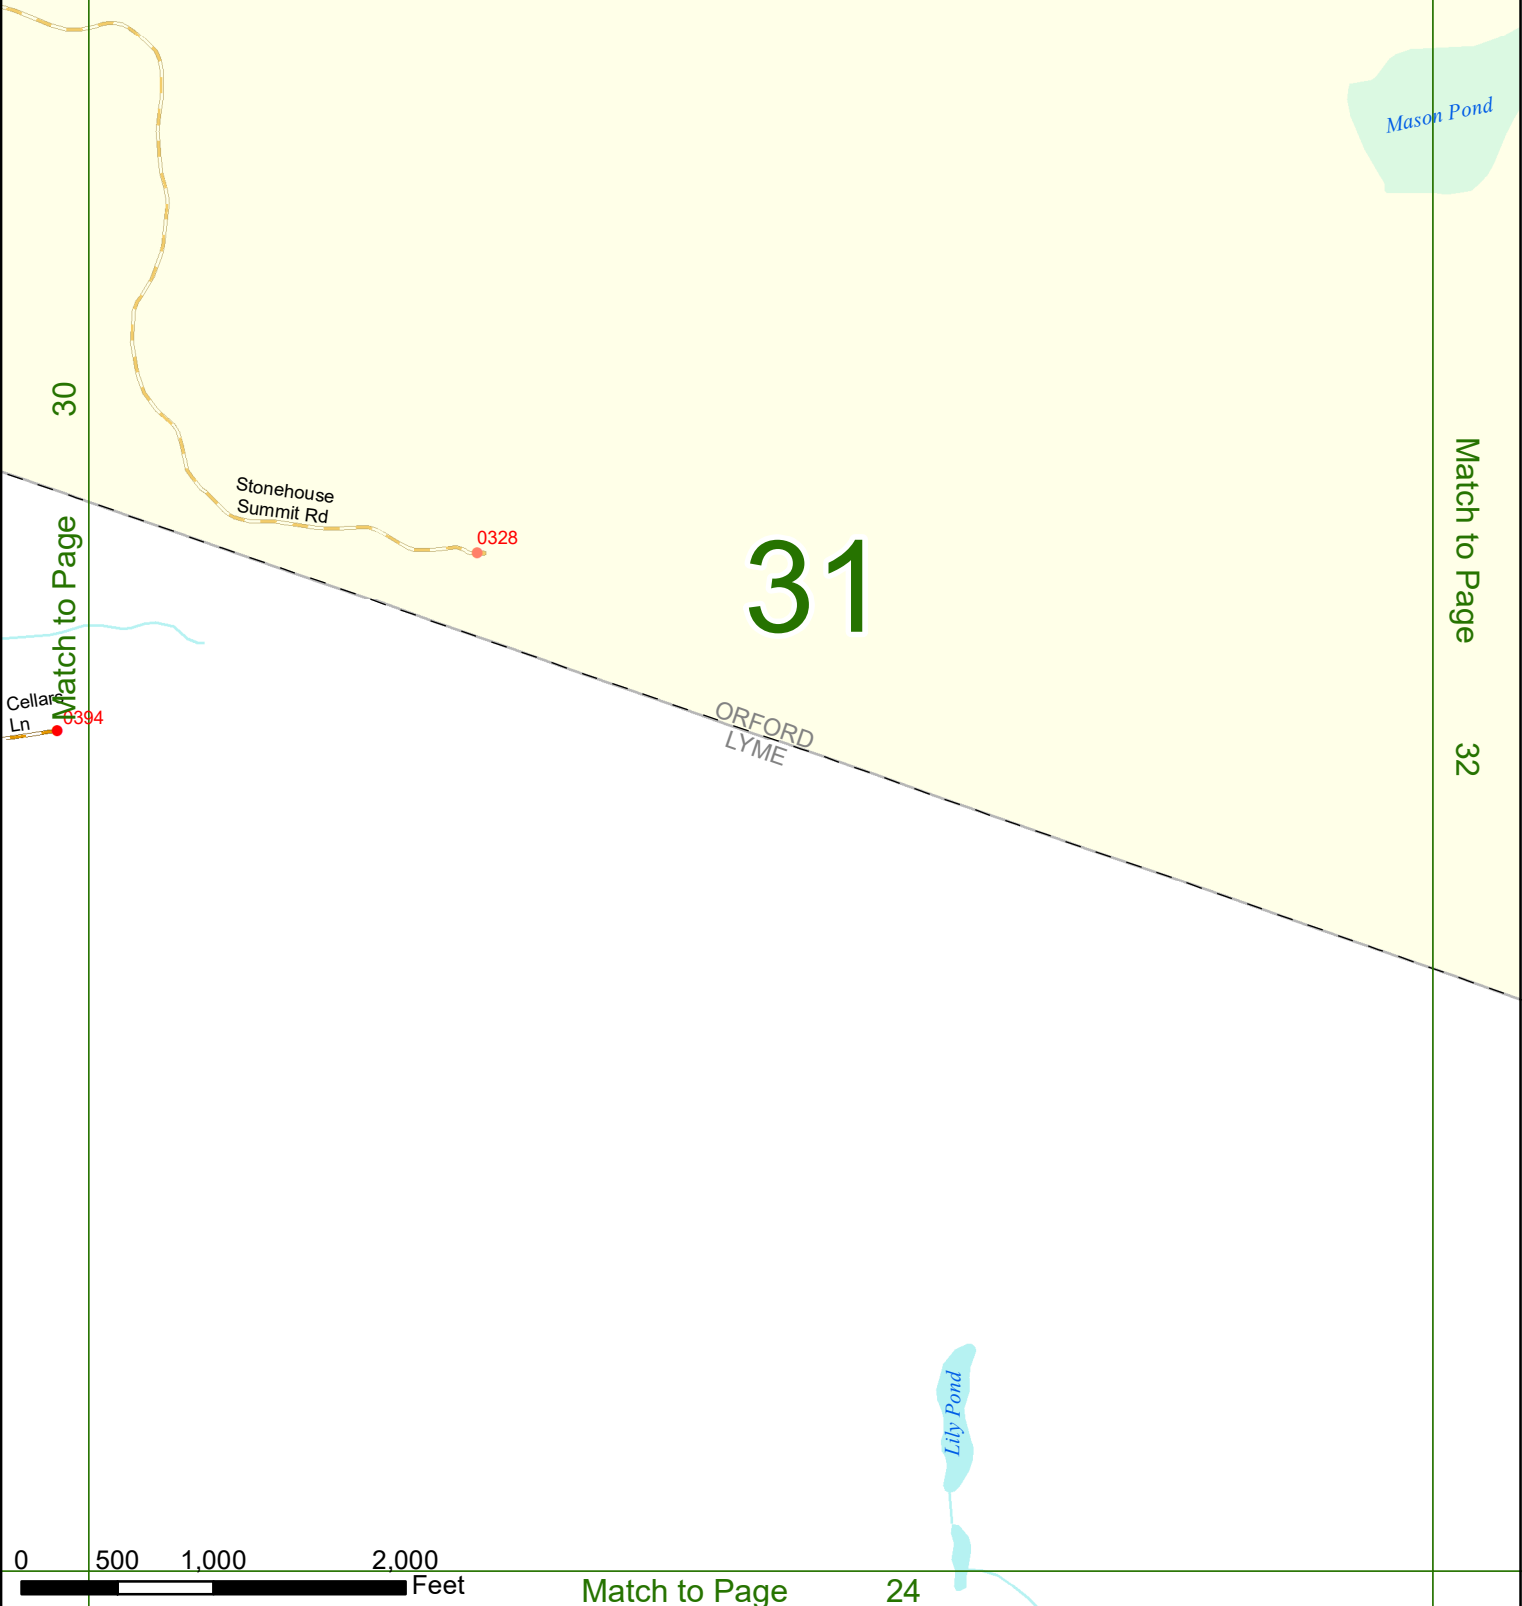 Mason Pond
30
Match to Page
Match to Page
32
Stonehouse
Summit Rd
0328
31
Cellars
Ln
0394
ORFORD
LYME
Lily Pond
0 500 1,000 2,000
Feet
Match to Page 24